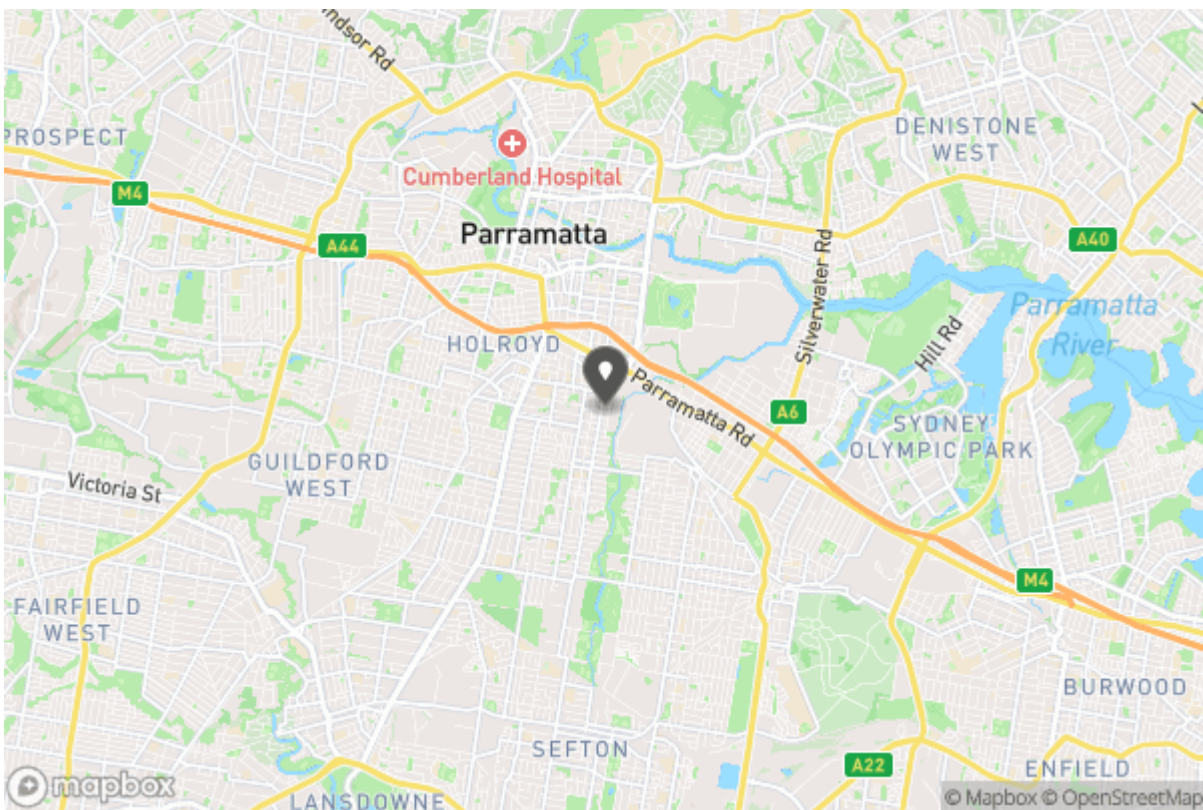 ndsor Rd
PROSPECT
DENISTONE
WEST
Cumberland Hospital
M4
Parramatta
A44
A40
Silverwater Rd
Parramatta
River
Hill Rd
HOLROYD
Parramatta Rd
A6
SYDNEY
OLYMPIC PARK
GUILDFORD
WEST
Victoria St
M4
FAIRFIELD
WEST
BURWOOD
SEFTON
A22
ENFIELD
mapbox
LANSDOWNE
© Mapbox © OpenStreetMap